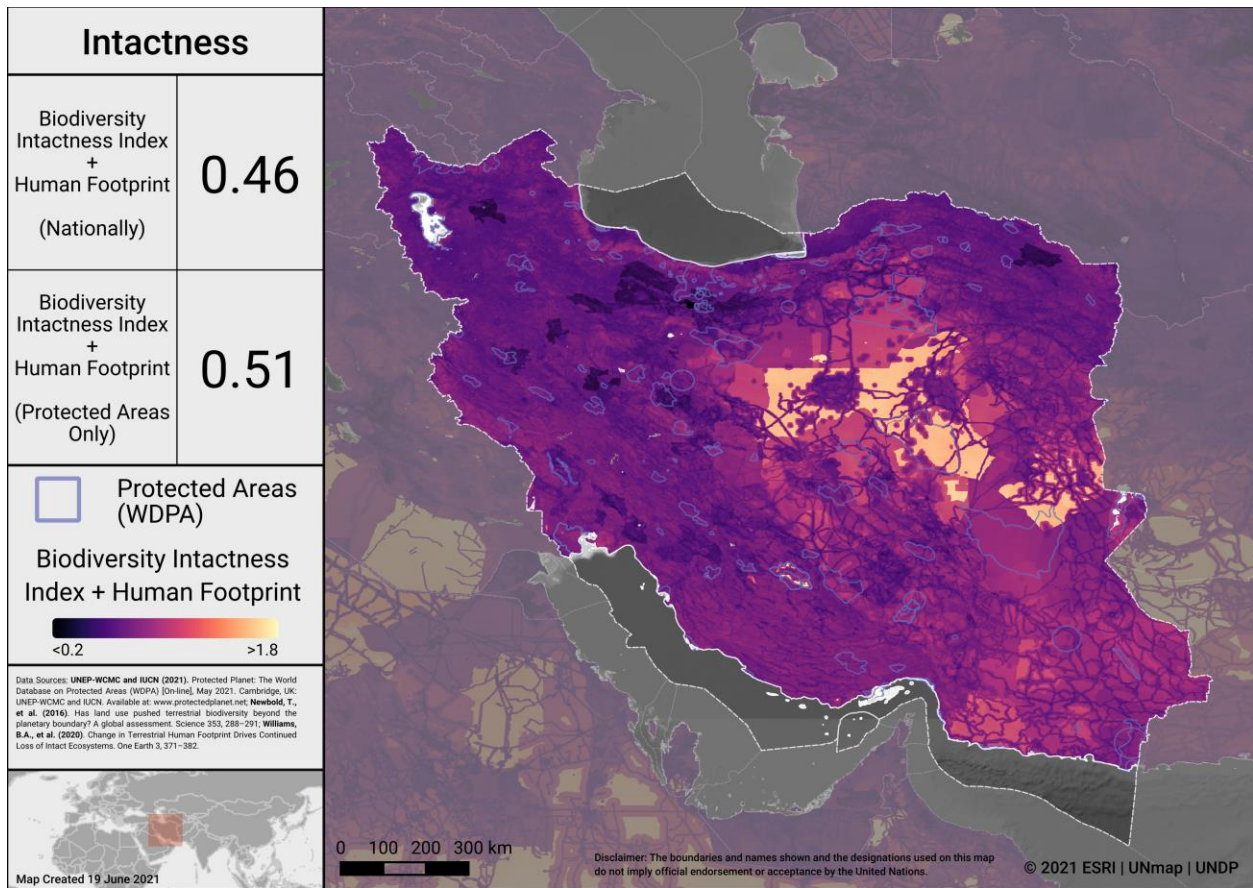 Intactness
Biodiversity
Intactness Index
+
Human Footprint
(Nationally)
0.46
Biodiversity
Intactness Index
+
Human Footprint
(Protected Areas
Only)
0.51
Protected Areas
(WDPA)
Biodiversity Intactness
Index + Human Footprint
<0.2 >1.8
Data Sources: UNEP-WCMC and IUCN (2021). Protected Planet: The World
Database on Protected Areas (WDPA) [On-line], May 2021. Cambridge, UK:
UNEP-WCMC and IUCN. Available at: www.protectedplanet.net; Newbold, T.,
et al. (2016). Has land use pushed terrestrial biodiversity beyond the
planetary boundary? A global assessment. Science 353, 288–291; Williams,
B.A., et al. (2020). Change in Terrestrial Human Footprint Drives Continued
Loss of Intact Ecosystems. One Earth 3, 371–382.
Map Created 19 June 2021
0 100 200 300 km
Disclaimer: The boundaries and names shown and the designations used on this map
do not imply official endorsement or acceptance by the United Nations.
© 2021 ESRI | UNmap | UNDP